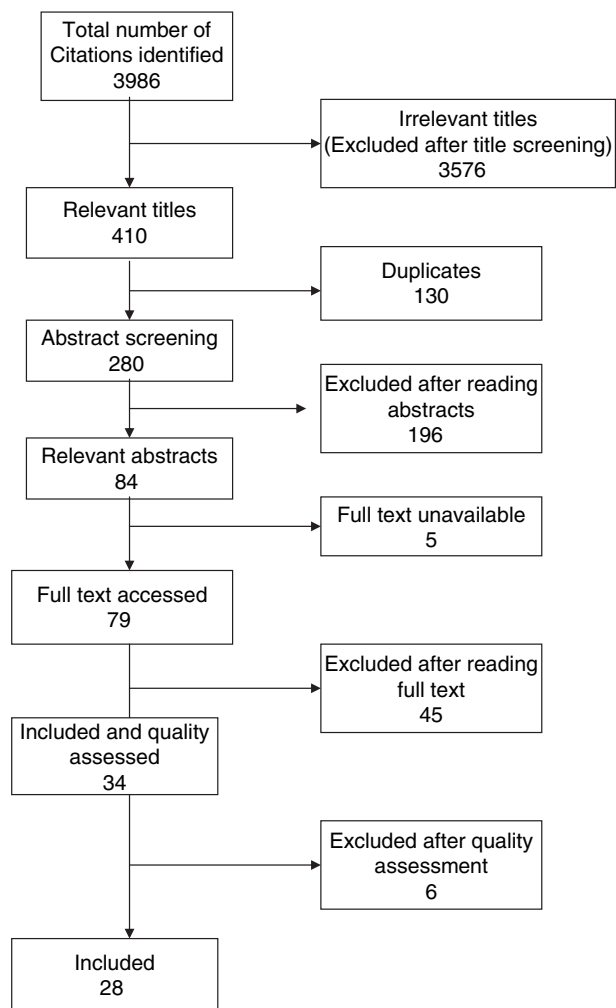 Total number of
Citations identified
3986
Irrelevant titles
(Excluded after title screening)
3576
Relevant titles
410
Duplicates
130
Abstract screening
280
Excluded after reading
abstracts
196
Relevant abstracts
84
Full text unavailable
5
Full text accessed
79
Excluded after reading
full text
45
Included and quality
assessed
34
Excluded after quality
assessment
6
Included
28